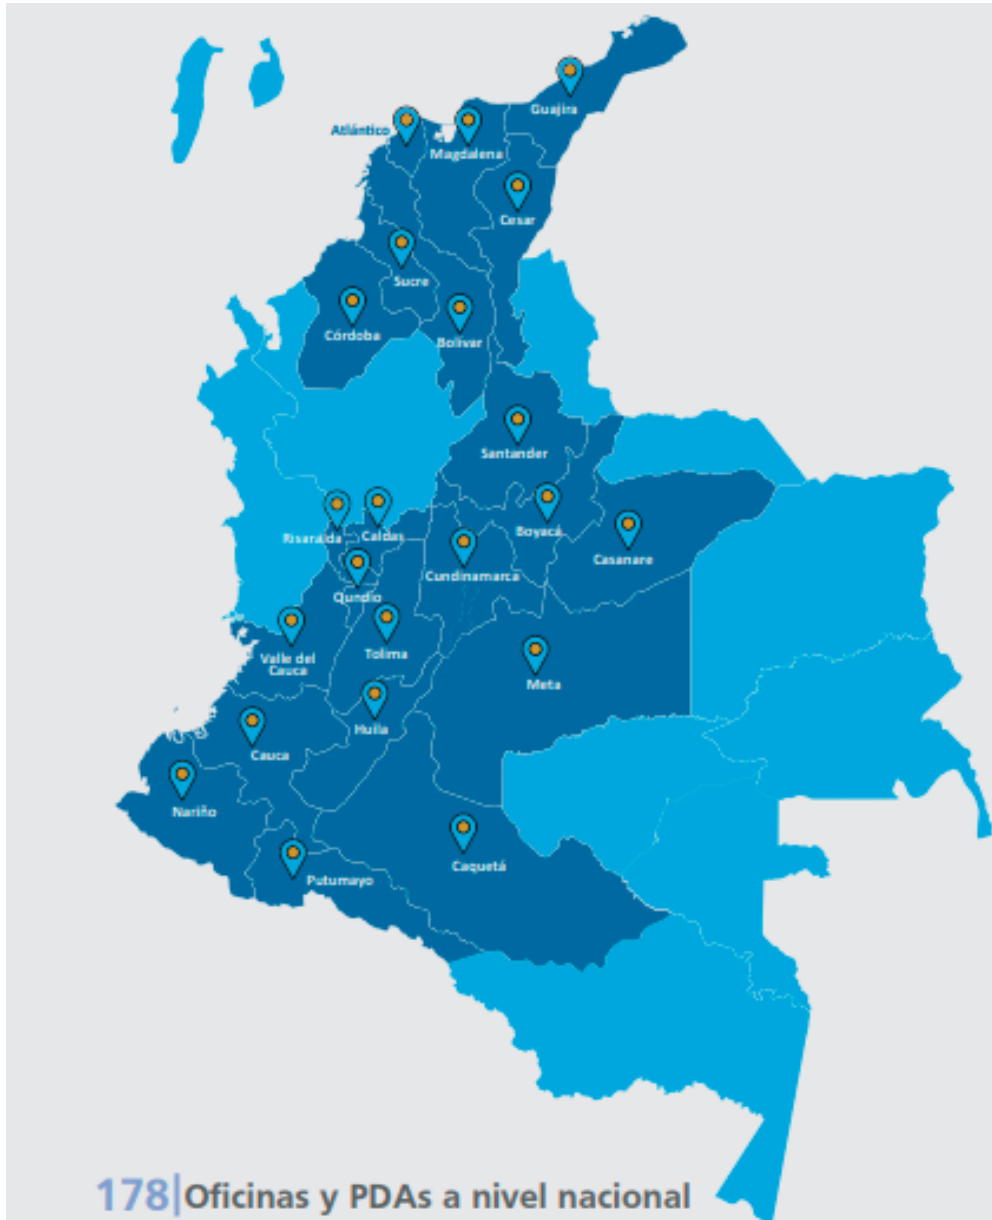 Guajira
Atlántico
Magdalena
Cesar
Sucre
Córdoba
Bolívar
Santander
Risaralda
Caldas
Boyacá
Casanare
Cundinamarca
Qundío
Tolima
Valle del
Cauca
Meta
Huila
Cauca
Nariño
Caquetá
Putumayo
178|Oficinas y PDAs a nivel nacional